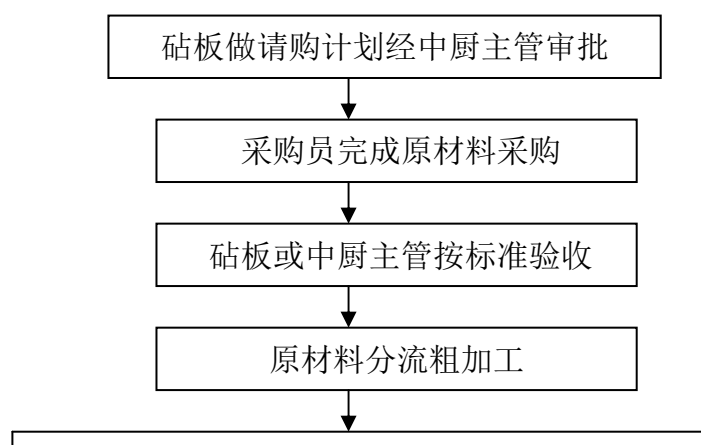 砧板做请购计划经中厨主管审批
采购员完成原材料采购
砧板或中厨主管按标准验收
原材料分流粗加工